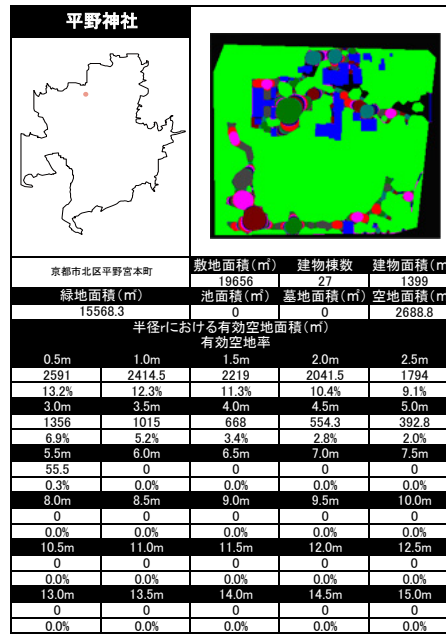 平野神社
京都市北区平野宮本町
敷地面積(㎡) 建物棟数 建物面積(㎡
19656 27 1399
緑地面積(㎡) 池面積(㎡) 墓地面積(㎡) 空地面積(㎡
15568.3 0 0 2688.8
半径rにおける有効空地面積(㎡)
有効空地率
0.5m 1.0m 1.5m 2.0m 2.5m
2591 2414.5 2219 2041.5 1794
13.2% 12.3% 11.3% 10.4% 9.1%
3.0m 3.5m 4.0m 4.5m 5.0m
1356 1015 668 554.3 392.8
6.9% 5.2% 3.4% 2.8% 2.0%
5.5m 6.0m 6.5m 7.0m 7.5m
55.5 0 0 0 0
0.3% 0.0% 0.0% 0.0% 0.0%
8.0m 8.5m 9.0m 9.5m 10.0m
0 0 0 0 0
0.0% 0.0% 0.0% 0.0% 0.0%
10.5m 11.0m 11.5m 12.0m 12.5m
0 0 0 0 0
0.0% 0.0% 0.0% 0.0% 0.0%
13.0m 13.5m 14.0m 14.5m 15.0m
0 0 0 0 0
0.0% 0.0% 0.0% 0.0% 0.0%